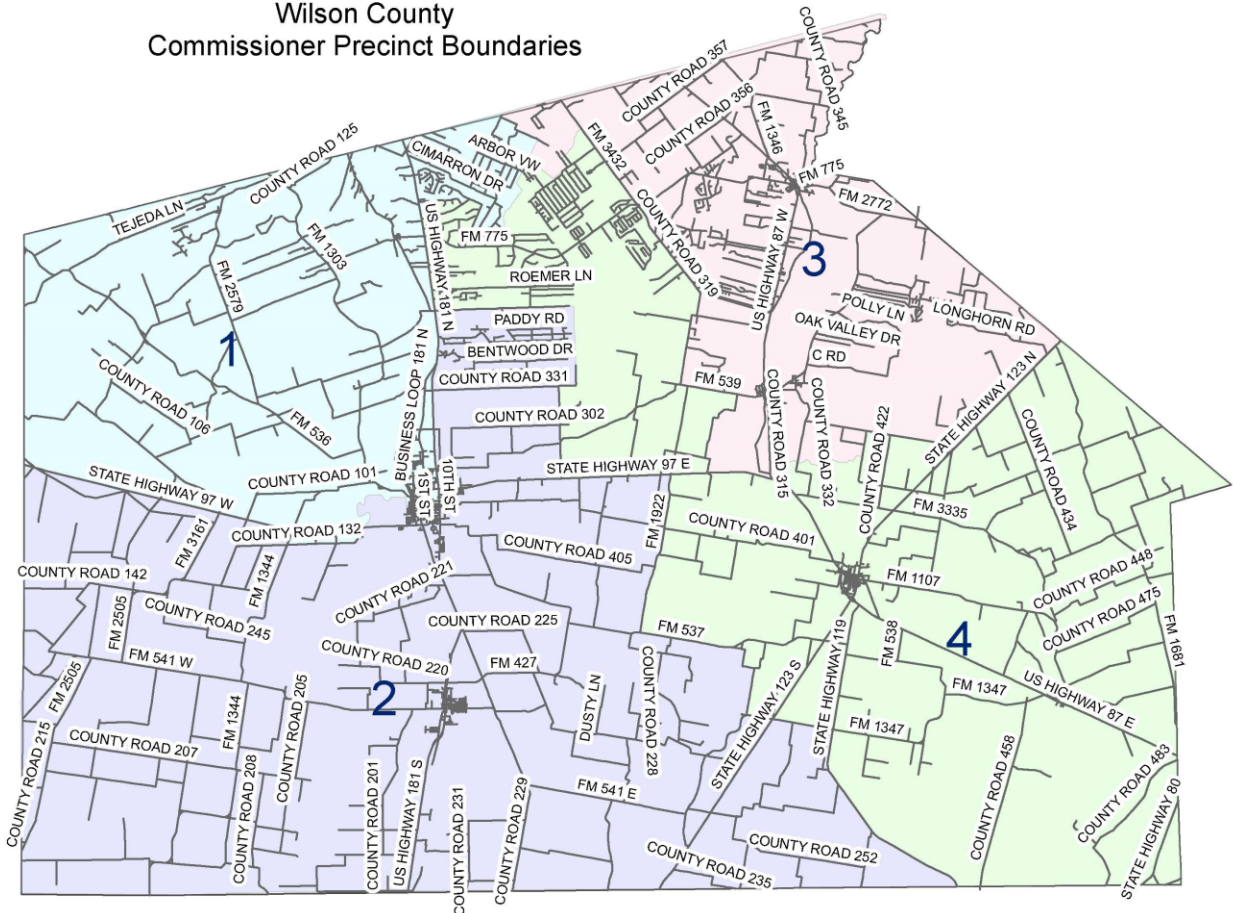 Wilson County
Commissioner Precinct Boundaries
COUNTY ROAD 345
COUNTY ROAD 357
COUNTY ROAD 356
FM 1346
FM 3432
COUNTY ROAD 125
ARBOR VW
CIMARRON DR
FM 775
FM 2772
TEJEDA LN
FM 1303
US HIGHWAY 181 N
FM 775
COUNTY ROAD 319
US HIGHWAY 87 W
3
FM 2579
ROEMER LN
POLLY LN
LONGHORN RD
PADDY RD
OAK VALLEY DR
1
BENTWOOD DR
C RD
BUSINESS LOOP 181 N
COUNTY ROAD 331
FM 539
STATE HIGHWAY 123 N
COUNTY ROAD 106
FM 536
COUNTY ROAD 302
COUNTY ROAD 315
COUNTY ROAD 332
COUNTY ROAD 422
COUNTY ROAD 434
STATE HIGHWAY 97 W
COUNTY ROAD 101
1ST ST
10TH ST
STATE HIGHWAY 97 E
FM 1922
FM 3335
COUNTY ROAD 132
FM 3161
COUNTY ROAD 401
COUNTY ROAD 405
COUNTY ROAD 142
FM 1344
COUNTY ROAD 221
FM 1107
COUNTY ROAD 448
COUNTY ROAD 475
FM 2505
COUNTY ROAD 245
COUNTY ROAD 225
FM 537
STATE HIGHWAY 119
FM 538
4
FM 1681
FM 541 W
COUNTY ROAD 220
FM 427
FM 2505
FM 1344
COUNTY ROAD 205
2
DUSTY LN
COUNTY ROAD 228
STATE HIGHWAY 123 S
FM 1347
US HIGHWAY 87 E
FM 1347
COUNTY ROAD 215
COUNTY ROAD 207
COUNTY ROAD 208
COUNTY ROAD 201
US HIGHWAY 181 S
COUNTY ROAD 231
COUNTY ROAD 229
FM 541 E
COUNTY ROAD 458
COUNTY ROAD 483
STATE HIGHWAY 80
COUNTY ROAD 235
COUNTY ROAD 252